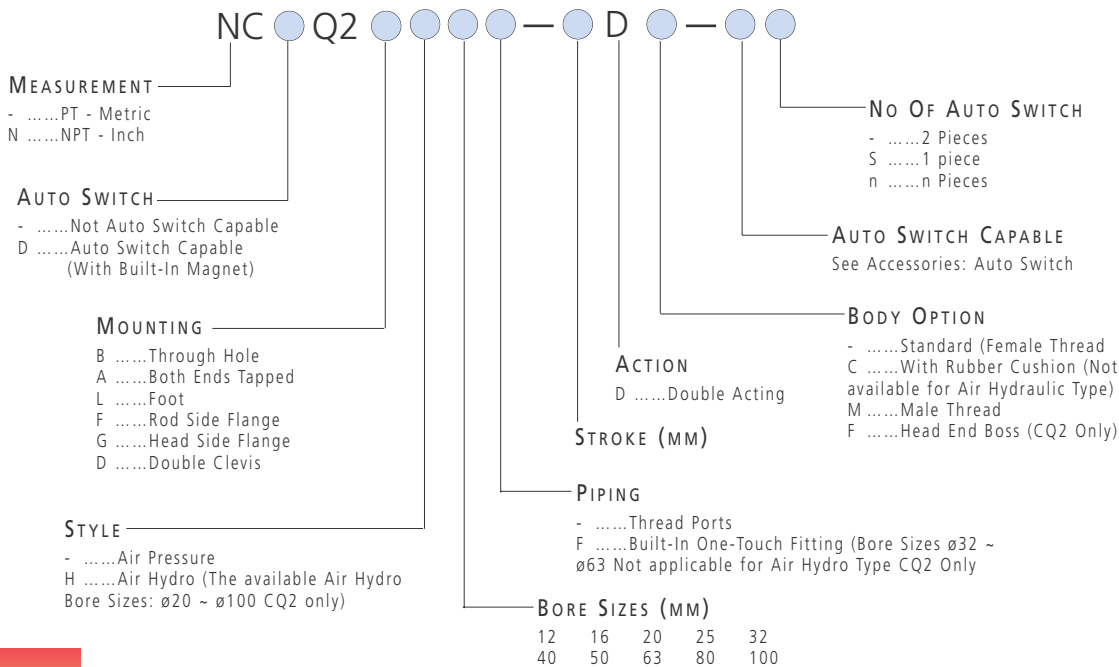 NC Q2 — D —
MEASUREMENT
- ......PT - Metric
N ......NPT - Inch
AUTO SWITCH
- ......Not Auto Switch Capable
D ......Auto Switch Capable
(With Built-In Magnet)
MOUNTING
B ......Through Hole
A ......Both Ends Tapped
L ......Foot
F ......Rod Side Flange
G ......Head Side Flange
D ......Double Clevis
STYLE
- ......Air Pressure
H ......Air Hydro (The available Air Hydro
Bore Sizes: ø20 ~ ø100 CQ2 only)
BORE SIZES (MM)
12 16 20 25 32
40 50 63 80 100
PIPING
- ......Thread Ports
F ......Built-In One-Touch Fitting (Bore Sizes ø32 ~
ø63 Not applicable for Air Hydro Type CQ2 Only
STROKE (MM)
ACTION
D ......Double Acting
BODY OPTION
- ......Standard (Female Thread
C ......With Rubber Cushion (Not
available for Air Hydraulic Type)
M ......Male Thread
F ......Head End Boss (CQ2 Only)
AUTO SWITCH CAPABLE
See Accessories: Auto Switch
NO OF AUTO SWITCH
- ......2 Pieces
S ......1 piece
n ......n Pieces